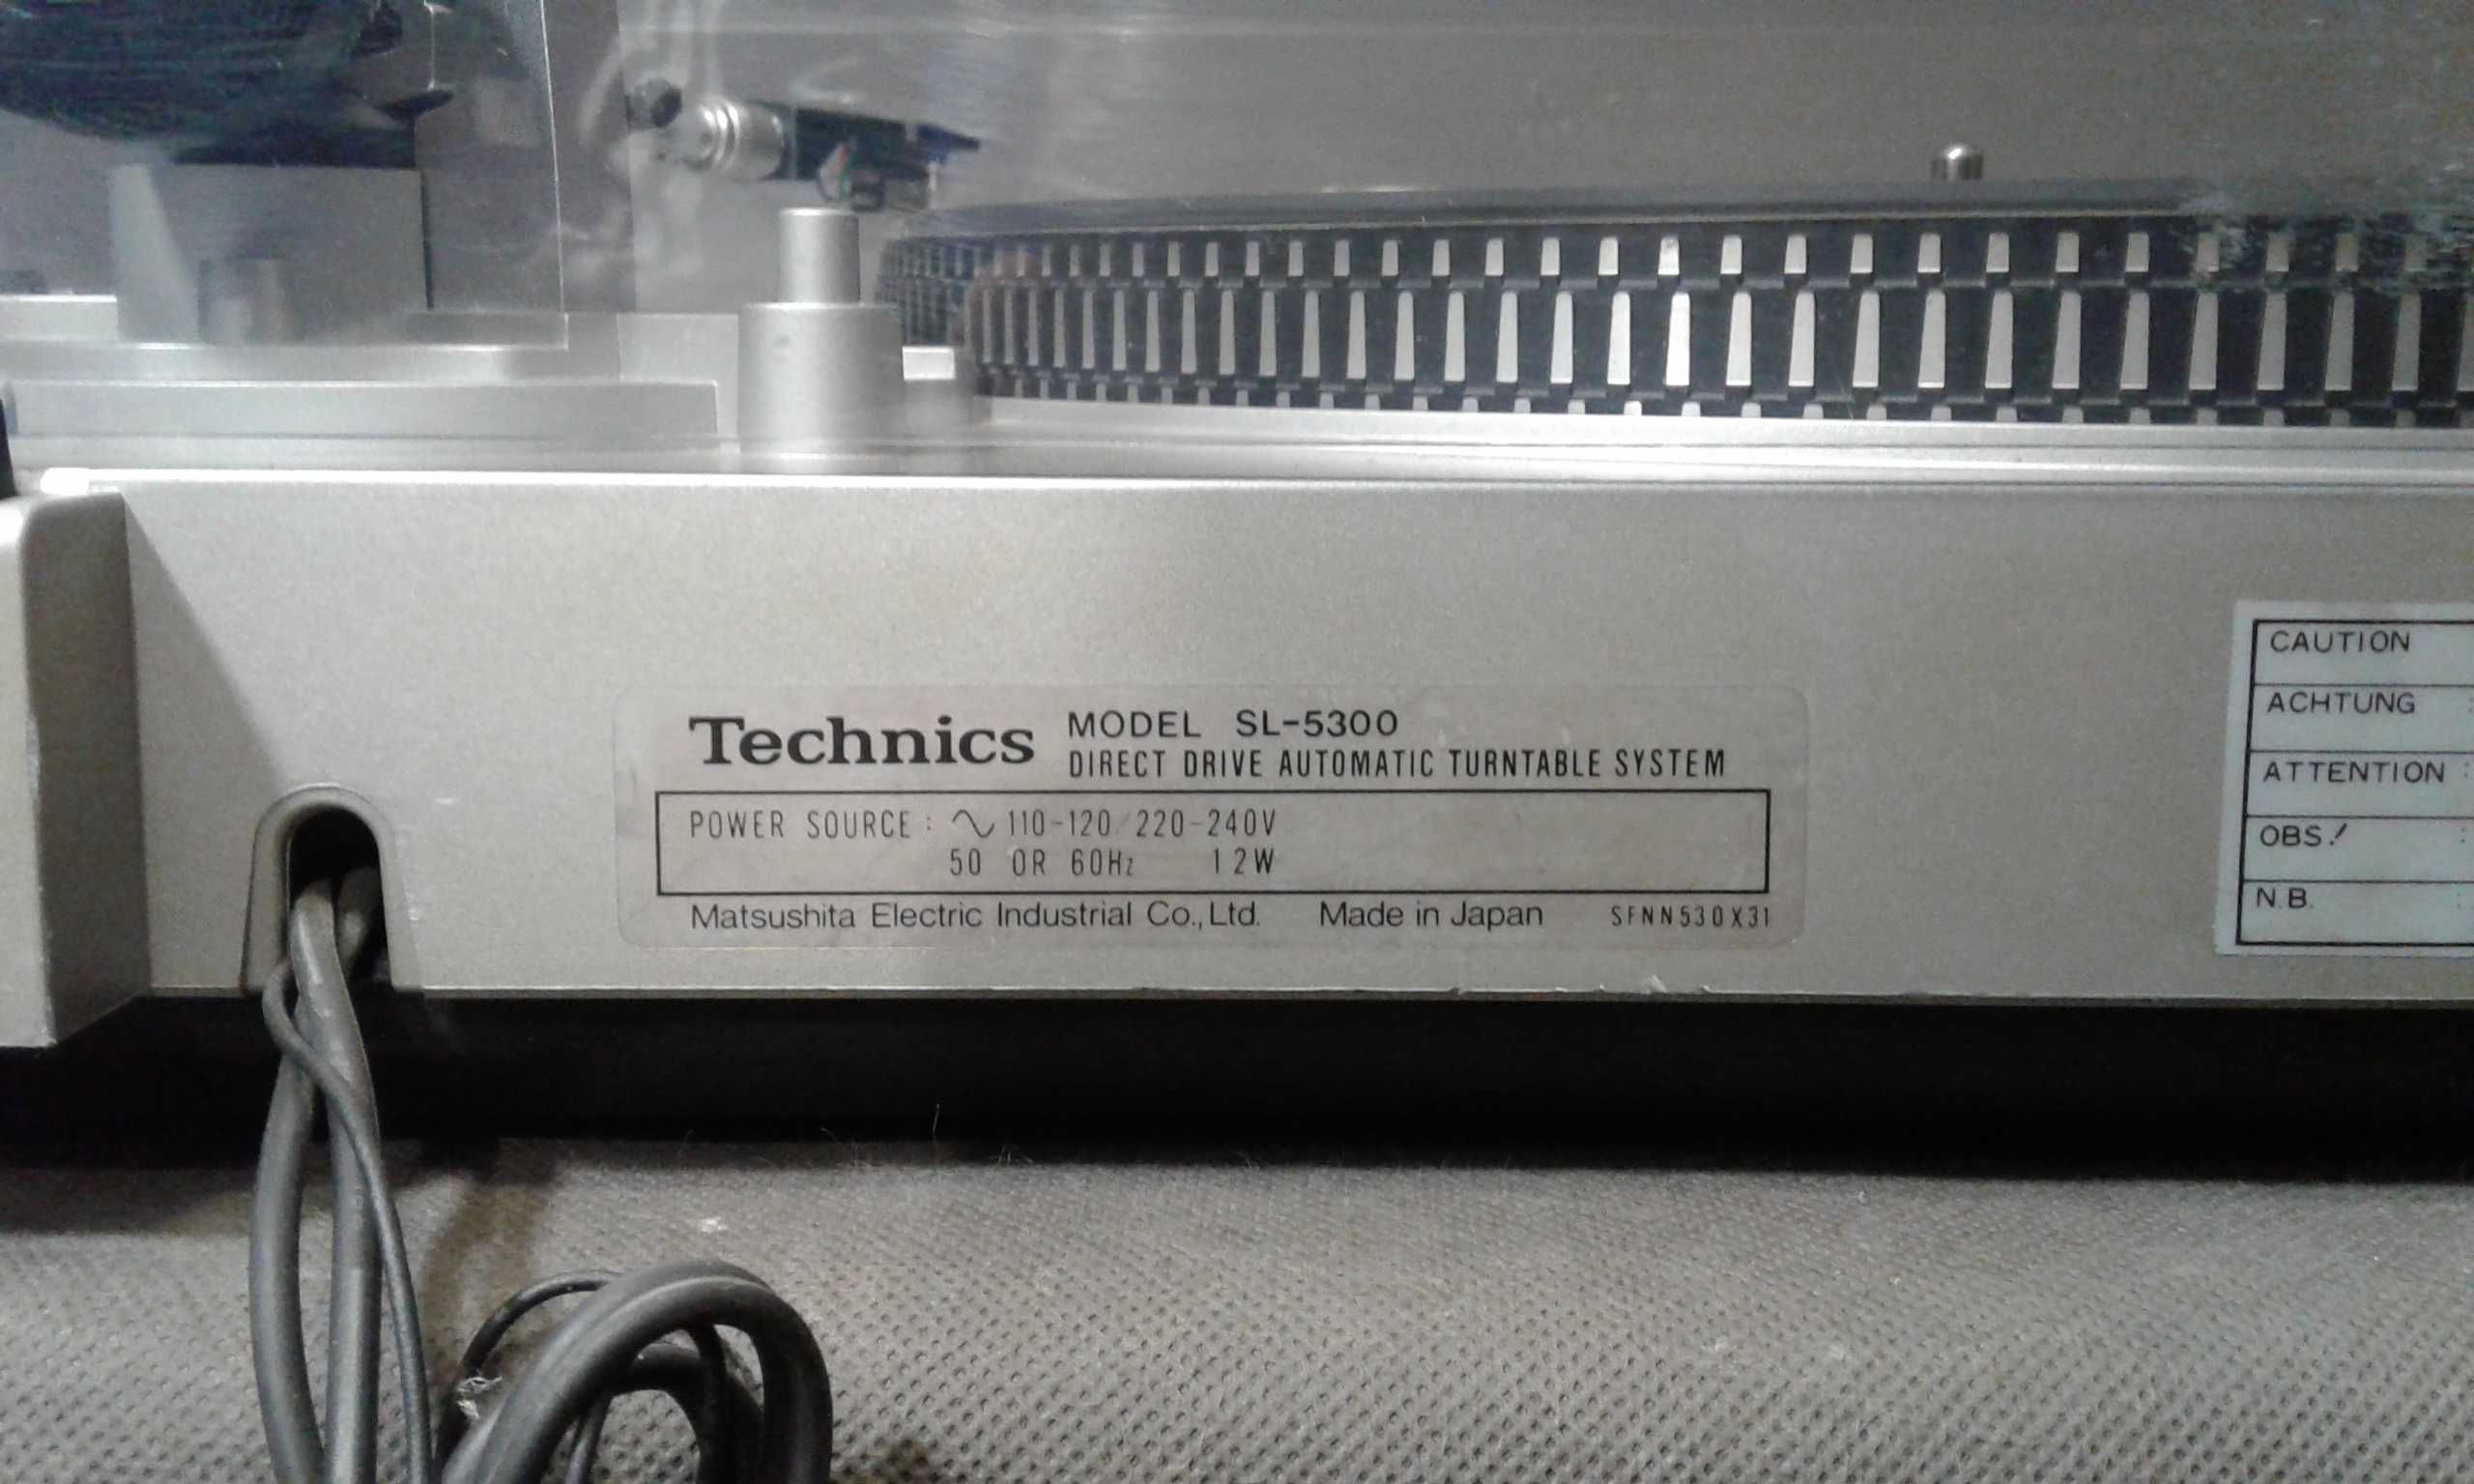 Technics MODEL SL-5300
DIRECT DRIVE AUTOMATIC TURNTABLE SYSTEM
POWER SOURCE : ∿ 110-120/220-240V
50 OR 60Hz 12W
Matsushita Electric Industrial Co., Ltd. Made in Japan SFNN530X31
CAUTION
ACHTUNG :
ATTENTION :
OBS! :
N.B. :